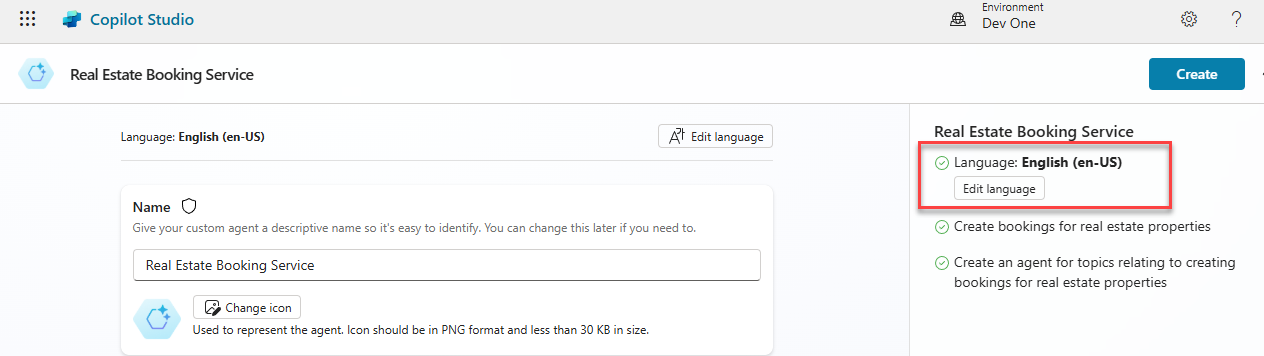 Copilot Studio
Environment
Dev One
?
Real Estate Booking Service
Create
Language: English (en-US)
Edit language
Name
Give your custom agent a descriptive name so it's easy to identify. You can change this later if you need to.
Real Estate Booking Service
Change icon
Used to represent the agent. Icon should be in PNG format and less than 30 KB in size.
Real Estate Booking Service
Language: English (en-US)
Edit language
Create bookings for real estate properties
Create an agent for topics relating to creating
bookings for real estate properties